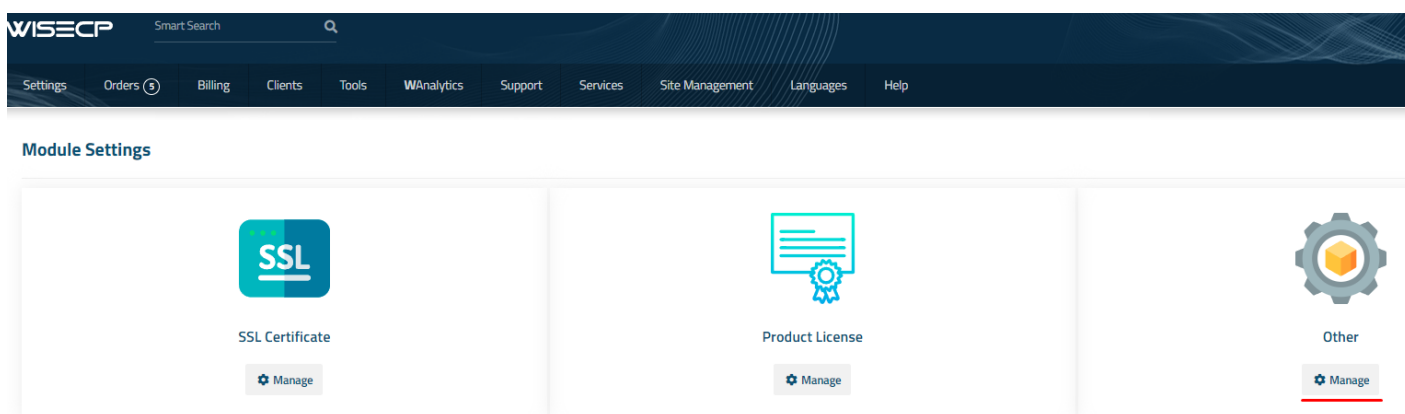 WISECP Smart Search
Settings Orders 5 Billing Clients Tools WAnalytics Support Services Site Management Languages Help
Module Settings
SSL
SSL Certificate Product License Other
Manage Manage Manage